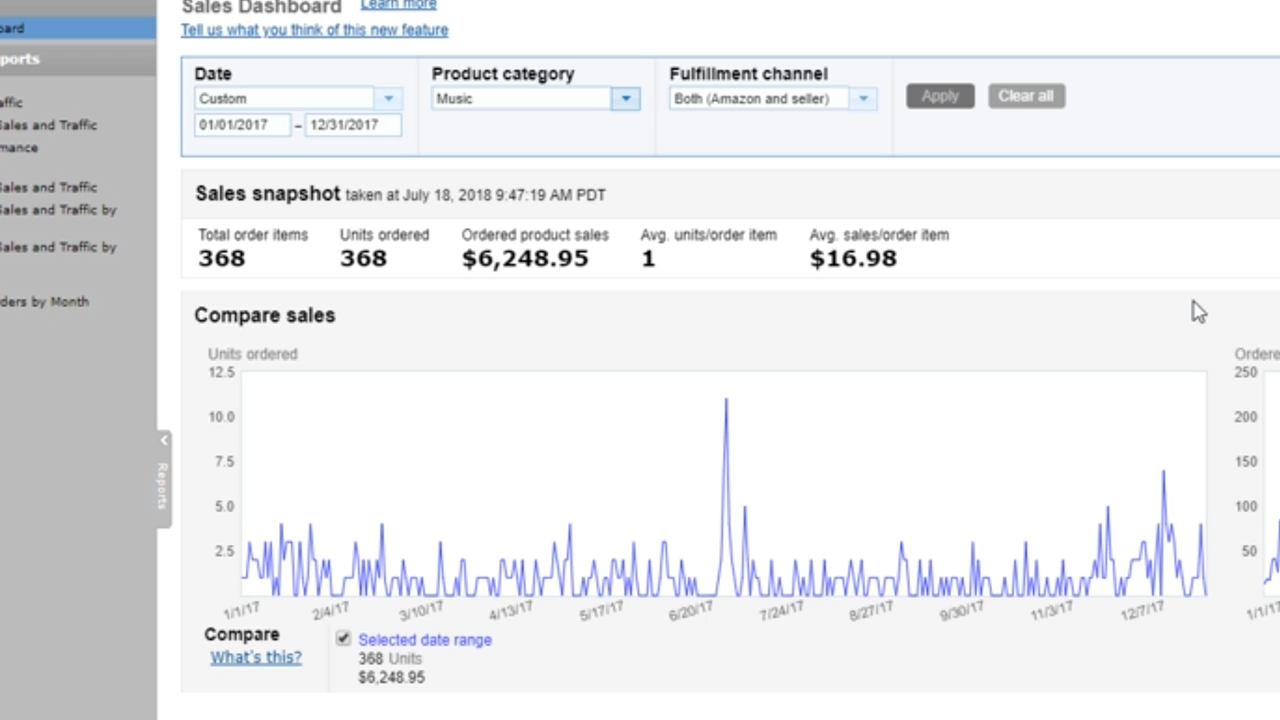 Sales Dashboard Learn more
Tell us what you think of this new feature
oard
ports
affic
Sales and Traffic
mance
Sales and Traffic
Sales and Traffic by
Sales and Traffic by
ders by Month
Reports
Date
Custom
01/01/2017 – 12/31/2017
Product category
Music
Fulfillment channel
Both (Amazon and seller)
Apply
Clear all
Sales snapshot taken at July 18, 2018 9:47:19 AM PDT
Total order items
368
Units ordered
368
Ordered product sales
$6,248.95
Avg. units/order item
1
Avg. sales/order item
$16.98
Compare sales
Units ordered
12.5
10.0
7.5
5.0
2.5
1/1/17 2/4/17 3/10/17 4/13/17 5/17/17 6/20/17 7/24/17 8/27/17 9/30/17 11/3/17 12/7/17
Ordere
250
200
150
100
50
1/1/17
Compare
What's this?
Selected date range
368 Units
$6,248.95